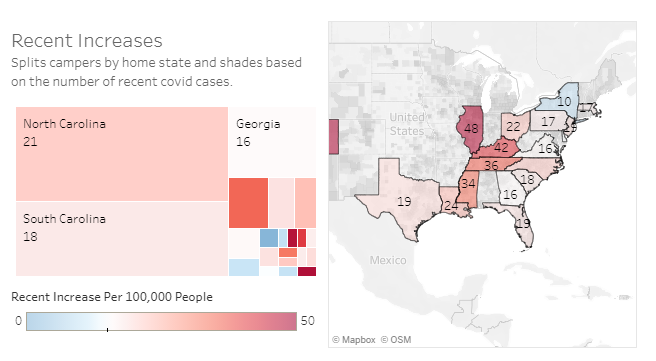 Recent Increases
Splits campers by home state and shades based
on the number of recent covid cases.
North Carolina
21
Georgia
16
South Carolina
18
Recent Increase Per 100,000 People
0
50
United
States
Mexico
10
17
17
22
48
16
42
36
18
34
16
24
19
19
© Mapbox © OSM